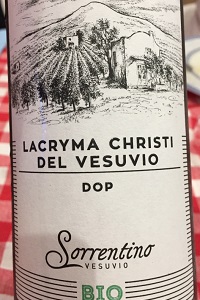 LACRYMA CHRISTI
DEL VESUVIO
DOP
Sorrentino
VESUVIO
BIO